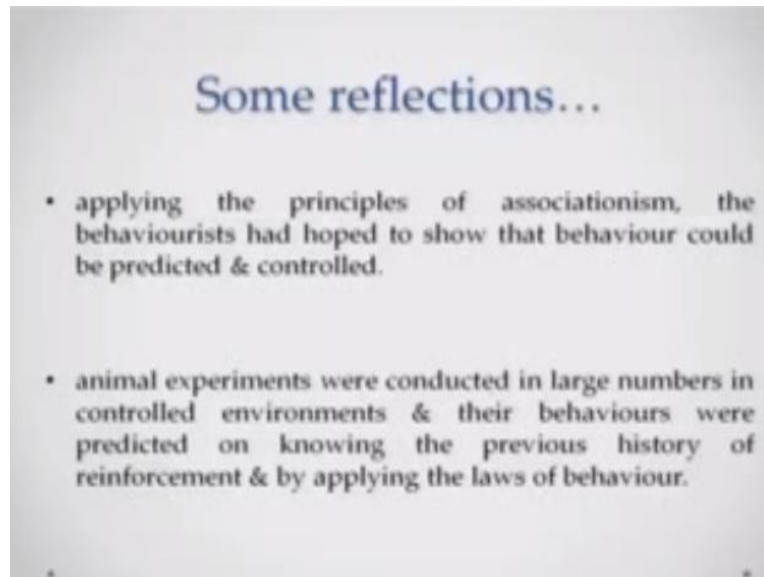 Some reflections...
• applying the principles of associationism, the
behaviourists had hoped to show that behaviour could
be predicted & controlled.
• animal experiments were conducted in large numbers in
controlled environments & their behaviours were
predicted on knowing the previous history of
reinforcement & by applying the laws of behaviour.